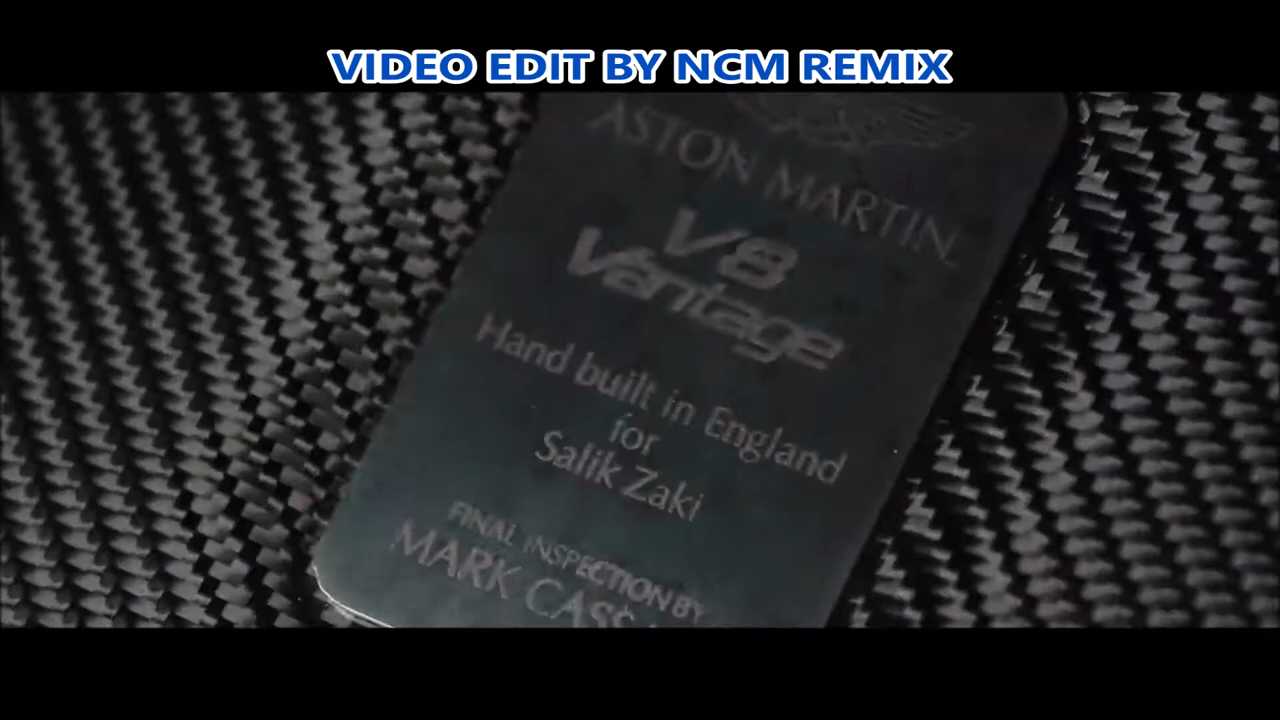 VIDEO EDIT BY NCM REMIX
ASTON MARTIN
V8
Vantage
Hand built in England
for
Salik Zaki
FINAL INSPECTION BY
MARK